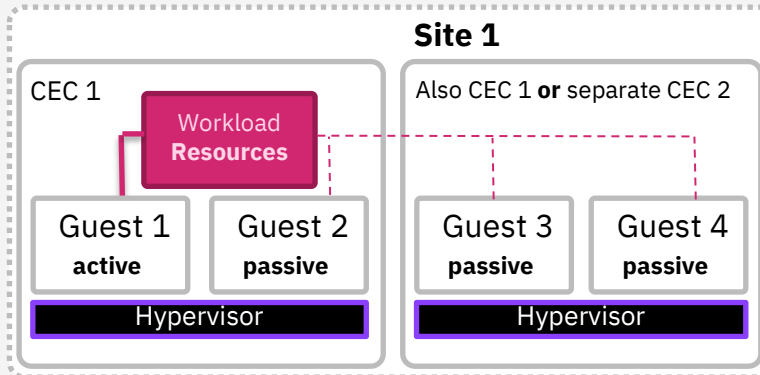 Site 1
CEC 1
Workload
Resources
Guest 1
active
Guest 2
passive
Hypervisor
Also CEC 1 or separate CEC 2
Guest 3
passive
Guest 4
passive
Hypervisor